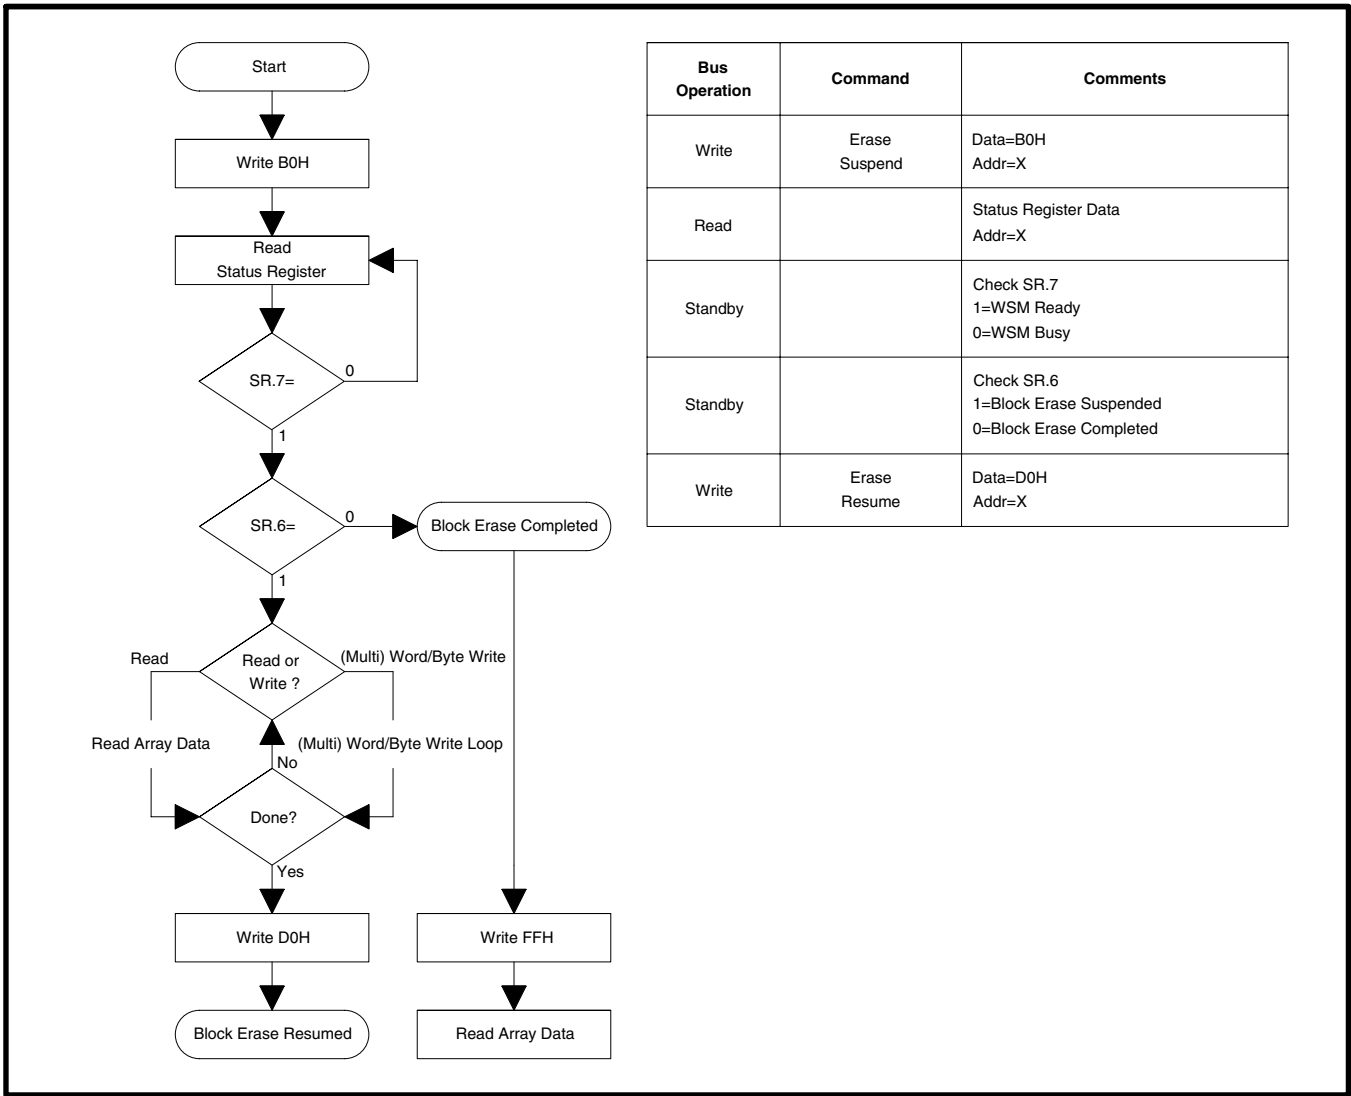 Start
Write B0H
Read
Status Register
SR.7=
0
1
SR.6=
0
Block Erase Completed
1
Read
Read or
Write ?
(Multi) Word/Byte Write
Read Array Data
(Multi) Word/Byte Write Loop
No
Done?
Yes
Write D0H
Write FFH
Block Erase Resumed
Read Array Data
Bus
Operation
Command
Comments
Write
Erase
Suspend
Data=B0H
Addr=X
Read
Status Register Data
Addr=X
Standby
Check SR.7
1=WSM Ready
0=WSM Busy
Standby
Check SR.6
1=Block Erase Suspended
0=Block Erase Completed
Write
Erase
Resume
Data=D0H
Addr=X